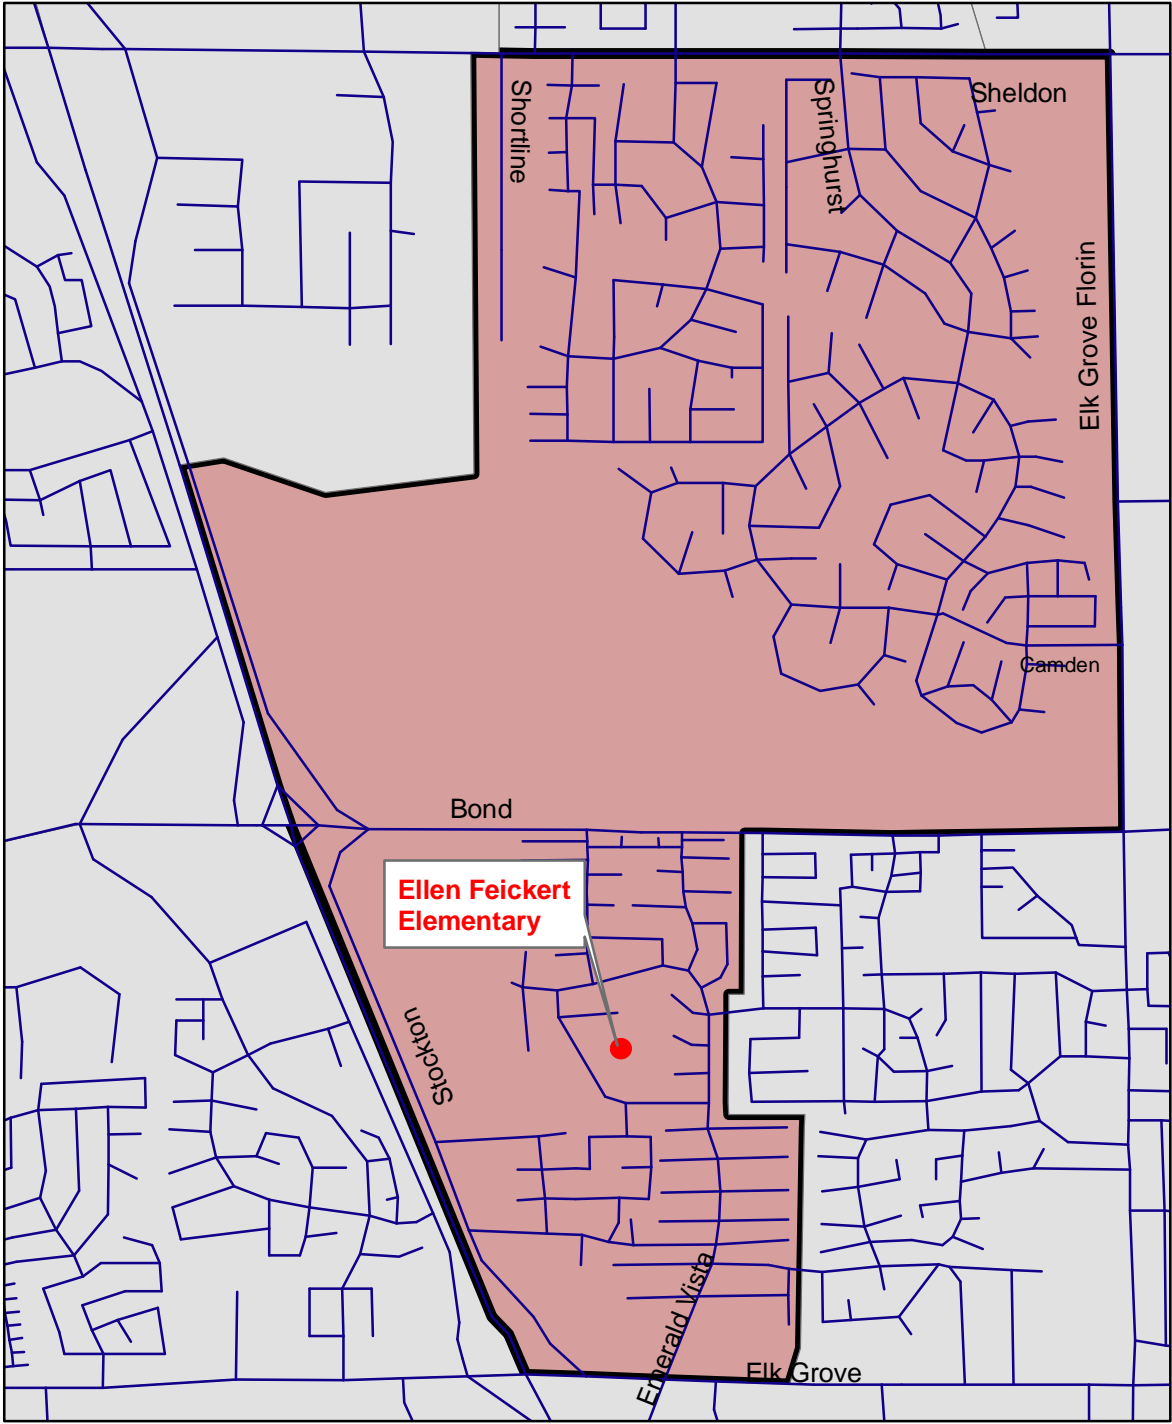 Sheldon
Shortline
Springhurst
Elk Grove Florin
Camden
Bond
Ellen Feickert
Elementary
Stockton
Emerald Vista
Elk Grove